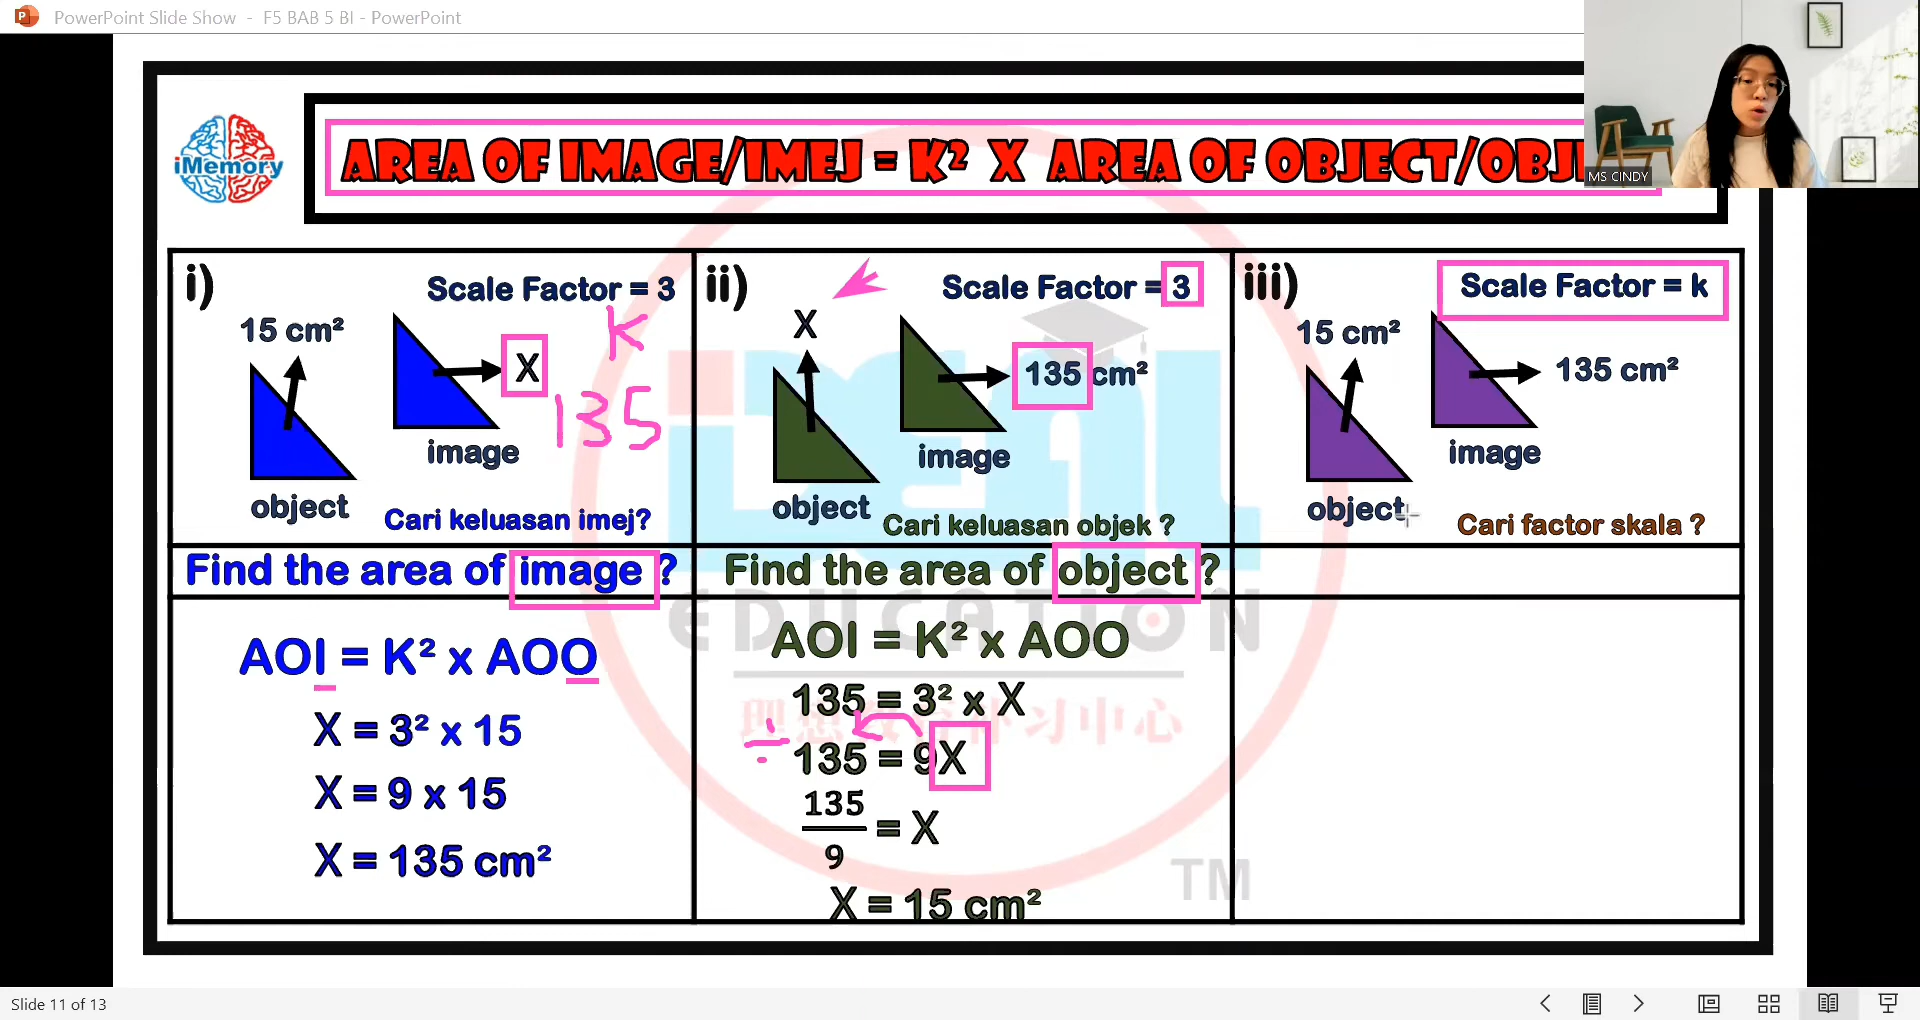 PowerPoint Slide Show - F5 BAB 5 BI - PowerPoint
MS CINDY
iMemory
AREA OF IMAGE/IMEJ = K² X AREA OF OBJECT/
i)
Scale Factor = 3
K
15 cm²
X
135
image
object
Cari keluasan imej?
ii)
Scale Factor = 3
X
135 cm²
image
object
Cari keluasan objek ?
iii)
Scale Factor = k
15 cm²
135 cm²
image
object
Cari factor skala ?
Find the area of image ?
Find the area of object ?
AOI = K² x AOO
X = 3² x 15
X = 9 x 15
X = 135 cm²
AOI = K² x AOO
135 = 3² x X
÷ 135 = 9X
135
9
= X
X = 15 cm²
iDEAL
EDUCATION
TM
Slide 11 of 13